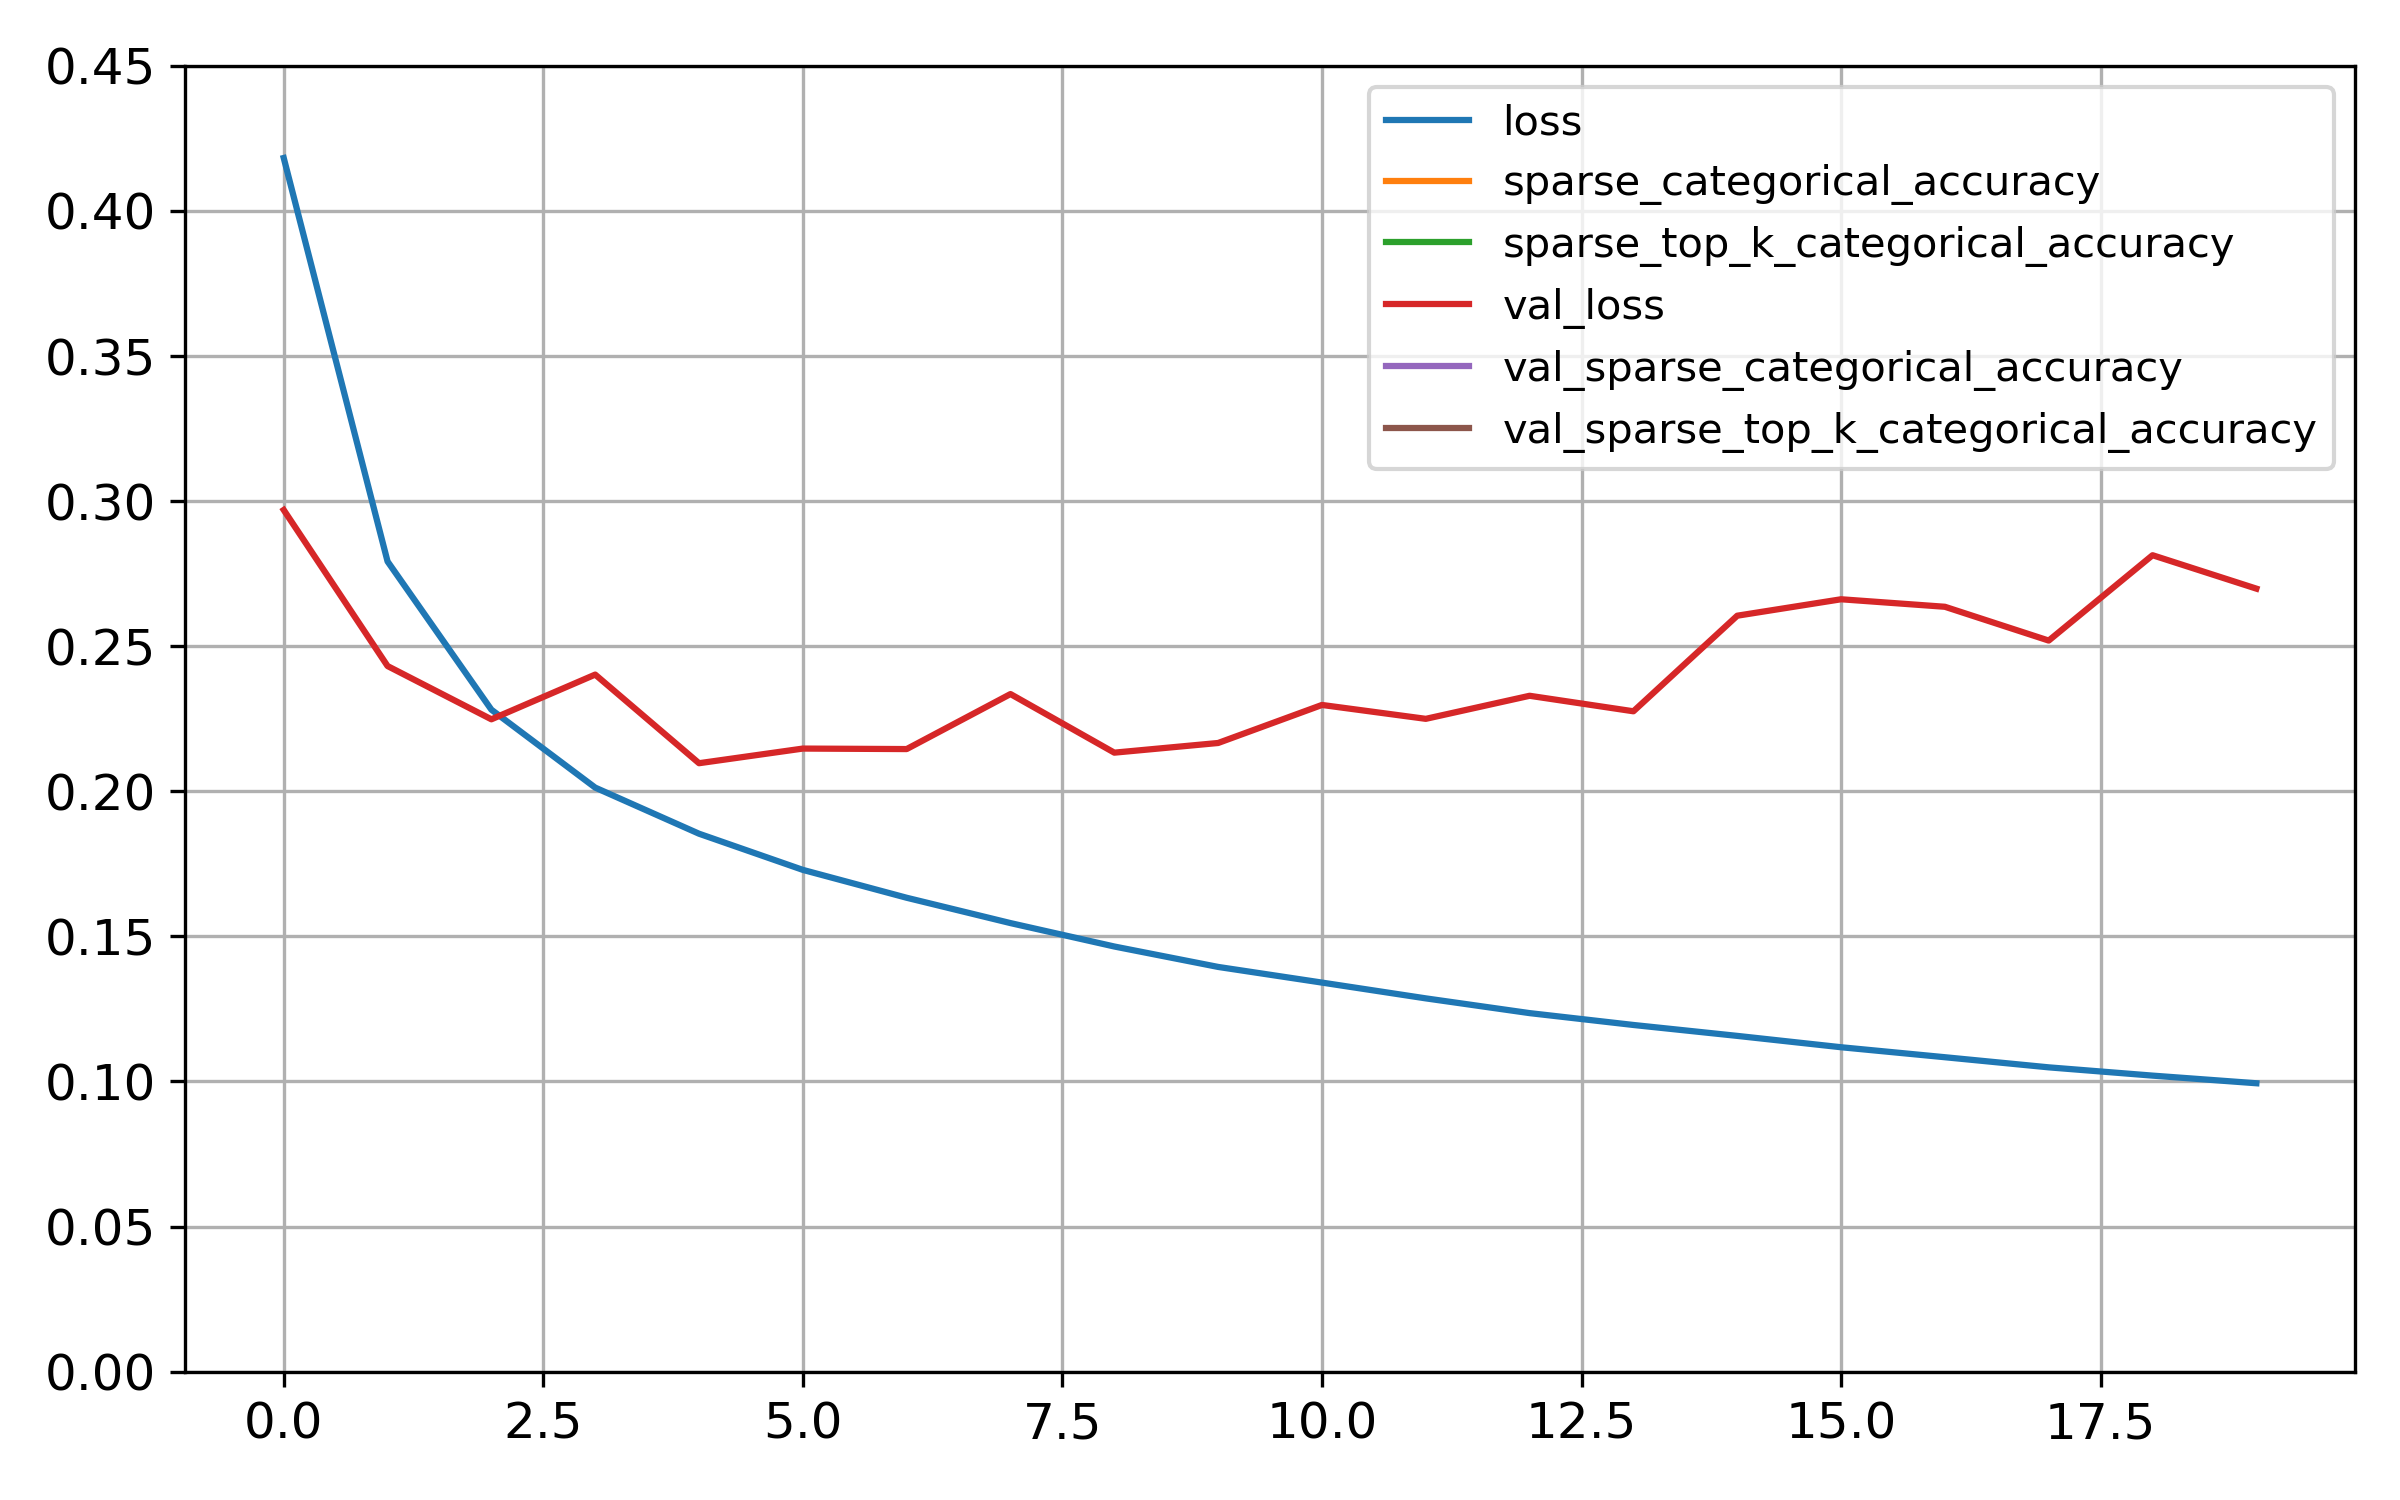 0.45
0.40
0.35
0.30
0.25
0.20
0.15
0.10
0.05
0.00
0.0 2.5 5.0 7.5 10.0 12.5 15.0 17.5
loss
sparse_categorical_accuracy
sparse_top_k_categorical_accuracy
val_loss
val_sparse_categorical_accuracy
val_sparse_top_k_categorical_accuracy